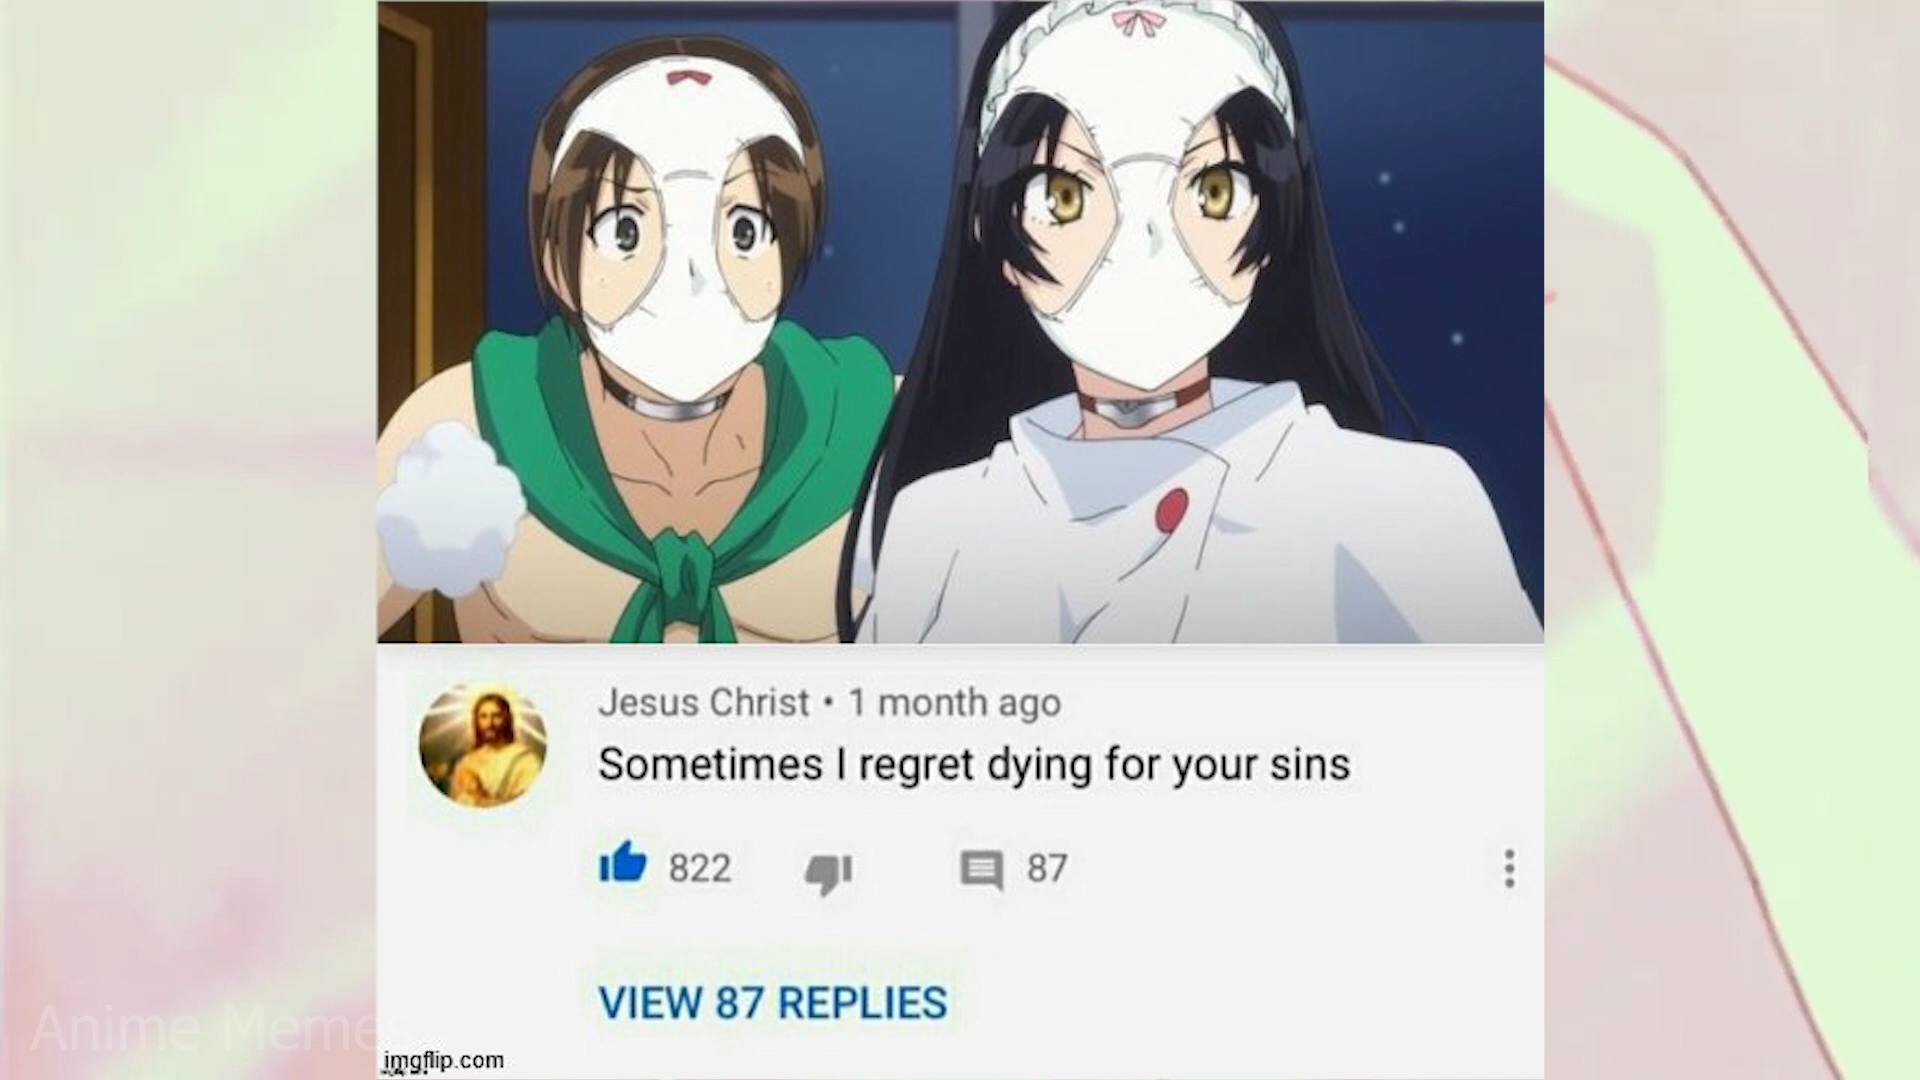 Jesus Christ • 1 month ago
Sometimes I regret dying for your sins
822 87
VIEW 87 REPLIES
Anime Memes
imgflip.com